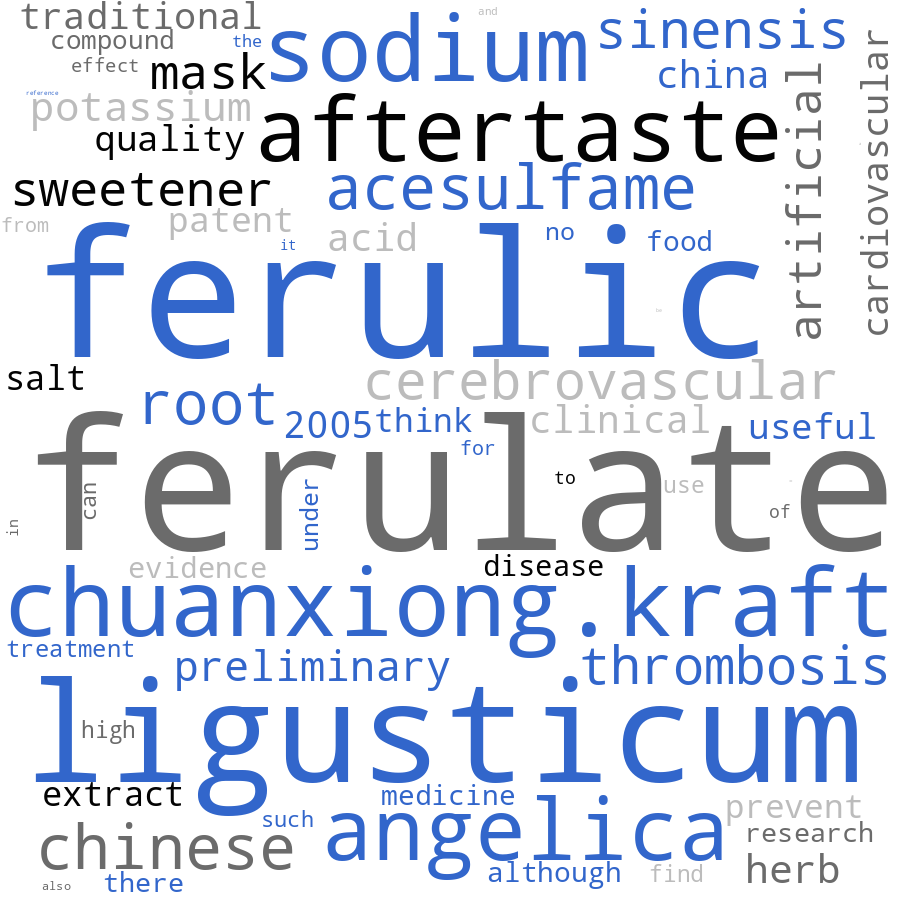 traditional
and
sodium
sinensis
compound
the
effect
mask
china
cardiovascular
artificial
reference
potassium
aftertaste
quality
sweetener
acesulfame
from
patent
acid
no
food
it
ferulic
salt
cerebrovascular
root
2005
think
clinical
useful
for
ferulate
can
under
to
use
of
in
evidence
disease
chuanxiong.kraft
treatment
preliminary
thrombosis
ligusticum
high
extract
medicine
angelica
prevent
such
chinese
research
although
find
herb
also
there